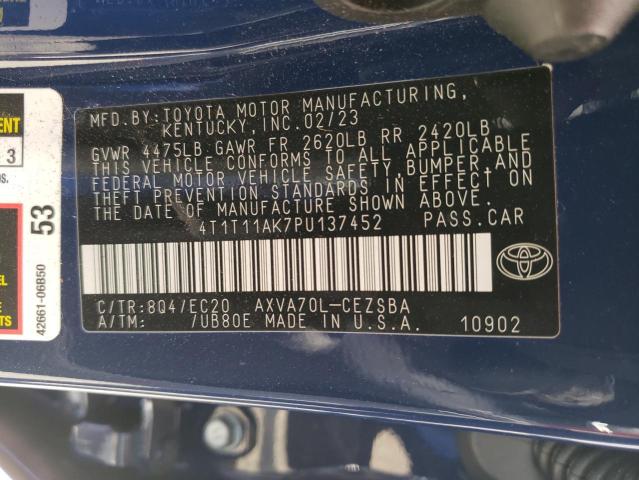 MFD.BY:TOYOTA MOTOR MANUFACTURING,
KENTUCKY,INC.02/23
GVWR 4475LB GAWR FR 2620LB RR 2420LB
THIS VEHICLE CONFORMS TO ALL APPLICABLE
FEDERAL MOTOR VEHICLE SAFETY,BUMPER,AND
THEFT PREVENTION STANDARDS IN EFFECT ON
THE DATE OF MANUFACTURE SHOWN ABOVE.
4T1T11AK7PU137452 PASS.CAR
C/TR:8Q4/EC20 AXVA70L-CEZSBA
A/TM: /UB80E MADE IN U.S.A. 10902
TOYOTA
53
42661-06B50
3